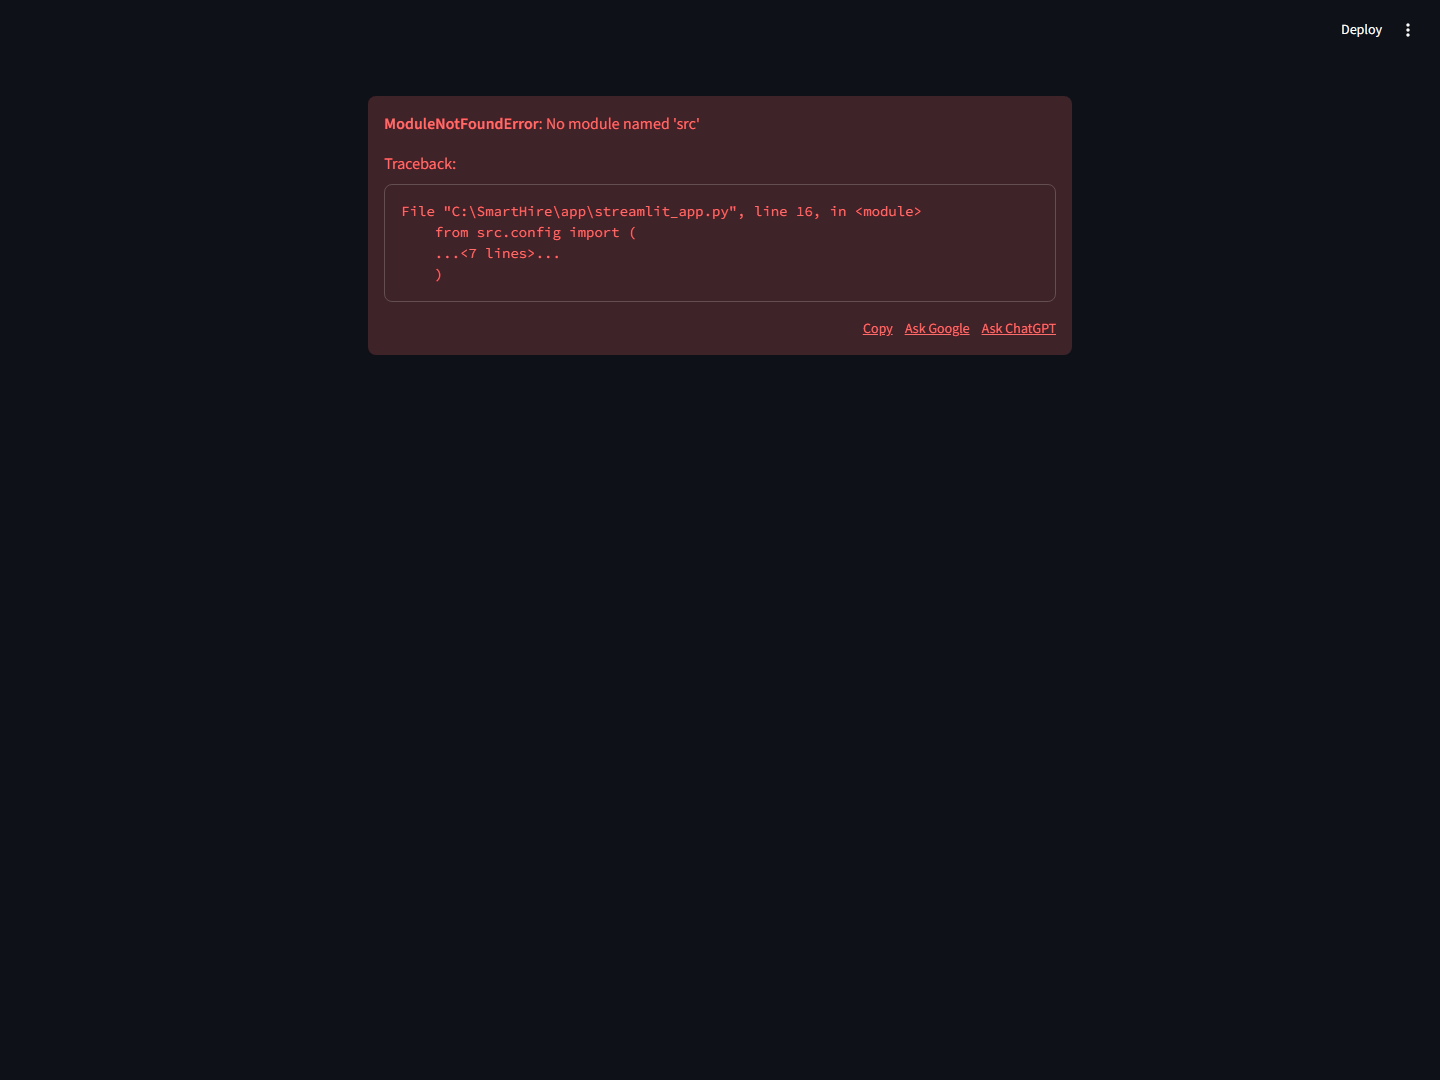 Deploy
ModuleNotFoundError: No module named 'src'
Traceback:
File "C:\SmartHire\app\streamlit_app.py", line 16, in <module>
    from src.config import (
    ...<7 lines>...
    )
Copy Ask Google Ask ChatGPT